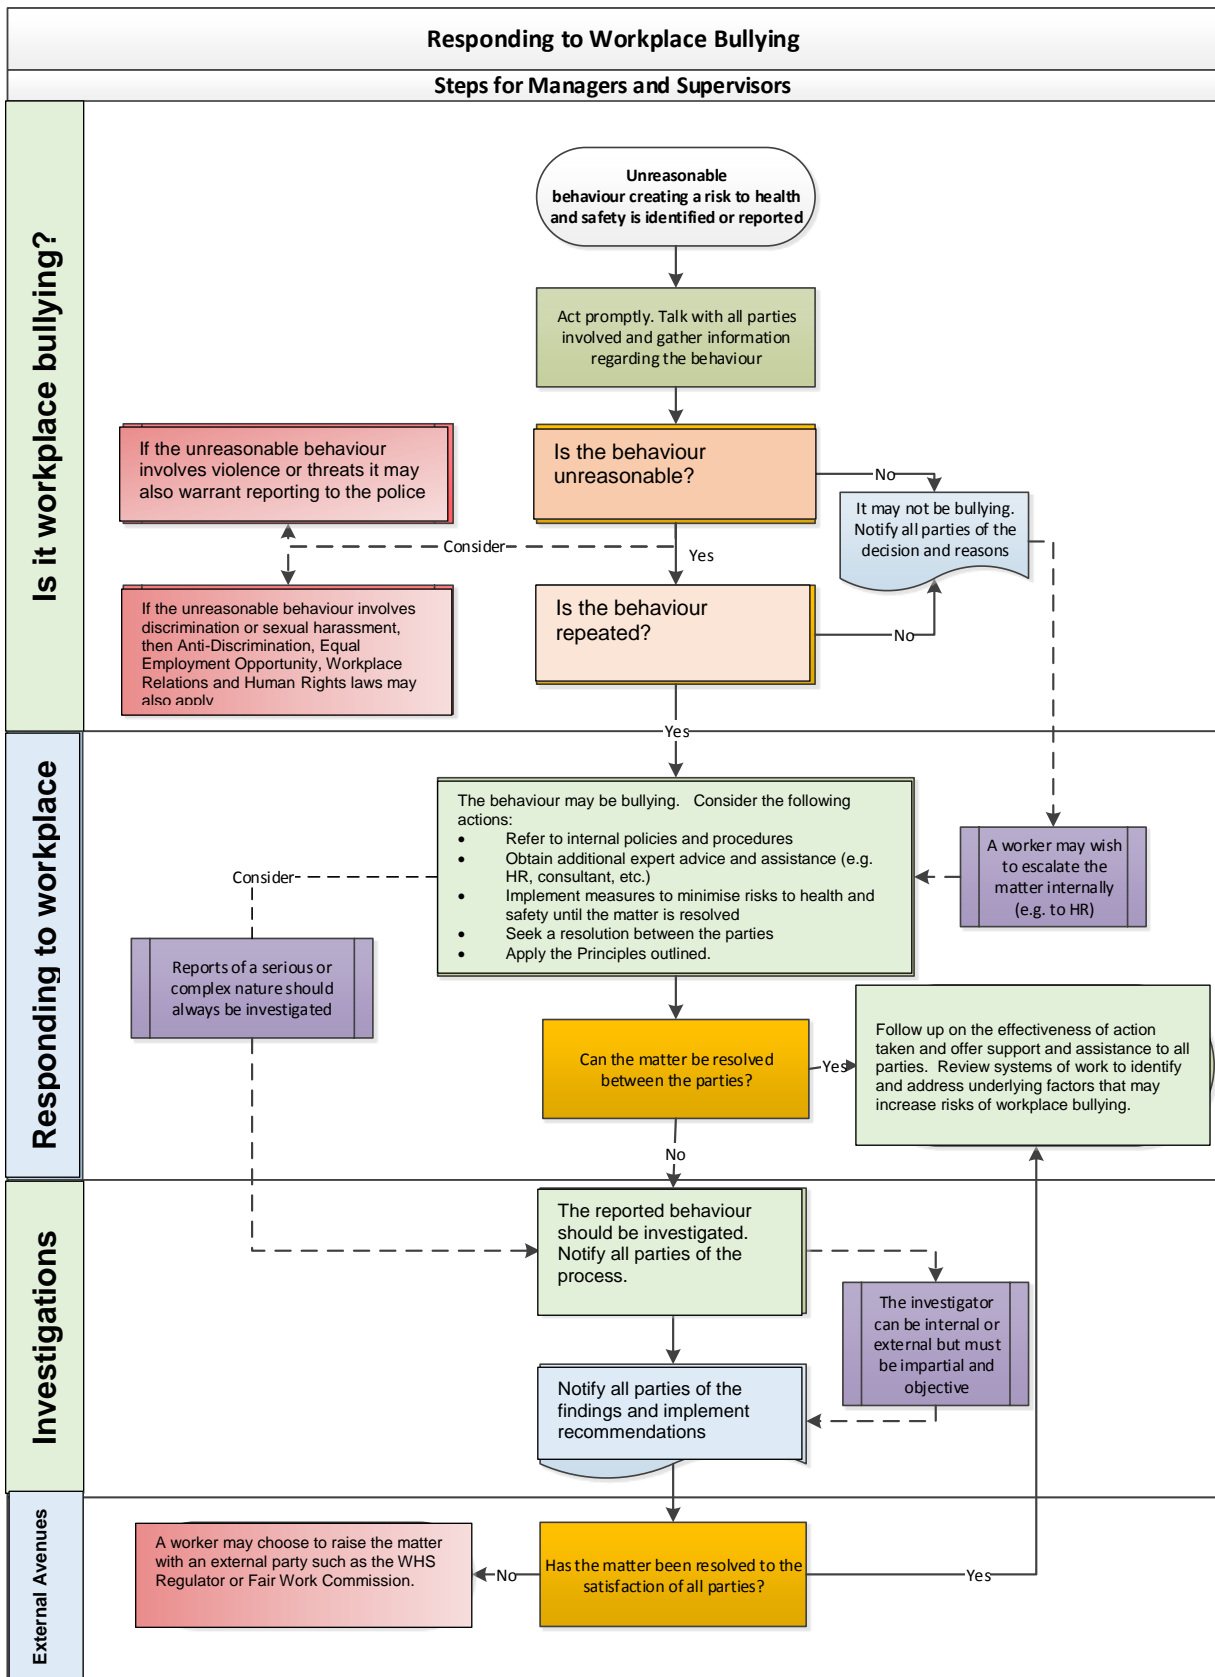 Responding to Workplace Bullying
Steps for Managers and Supervisors
Is it workplace bullying?
Unreasonable
behaviour creating a risk to health
and safety is identified or reported
Act promptly. Talk with all parties
involved and gather information
regarding the behaviour
If the unreasonable behaviour
involves violence or threats it may
also warrant reporting to the police
Is the behaviour
unreasonable?
No
It may not be bullying.
Notify all parties of the
decision and reasons
Consider
Yes
If the unreasonable behaviour involves
discrimination or sexual harassment,
then Anti-Discrimination, Equal
Employment Opportunity, Workplace
Relations and Human Rights laws may
also apply
Is the behaviour
repeated?
No
Yes
Responding to workplace
The behaviour may be bullying. Consider the following
actions:
• Refer to internal policies and procedures
• Obtain additional expert advice and assistance (e.g.
HR, consultant, etc.)
• Implement measures to minimise risks to health and
safety until the matter is resolved
• Seek a resolution between the parties
• Apply the Principles outlined.
A worker may wish
to escalate the
matter internally
(e.g. to HR)
Consider
Reports of a serious or
complex nature should
always be investigated
Can the matter be resolved
between the parties?
Yes
Follow up on the effectiveness of action
taken and offer support and assistance to all
parties. Review systems of work to identify
and address underlying factors that may
increase risks of workplace bullying.
No
Investigations
The reported behaviour
should be investigated.
Notify all parties of the
process.
The investigator
can be internal or
external but must
be impartial and
objective
Notify all parties of the
findings and implement
recommendations
External Avenues
A worker may choose to raise the matter
with an external party such as the WHS
Regulator or Fair Work Commission.
No
Has the matter been resolved to the
satisfaction of all parties?
Yes